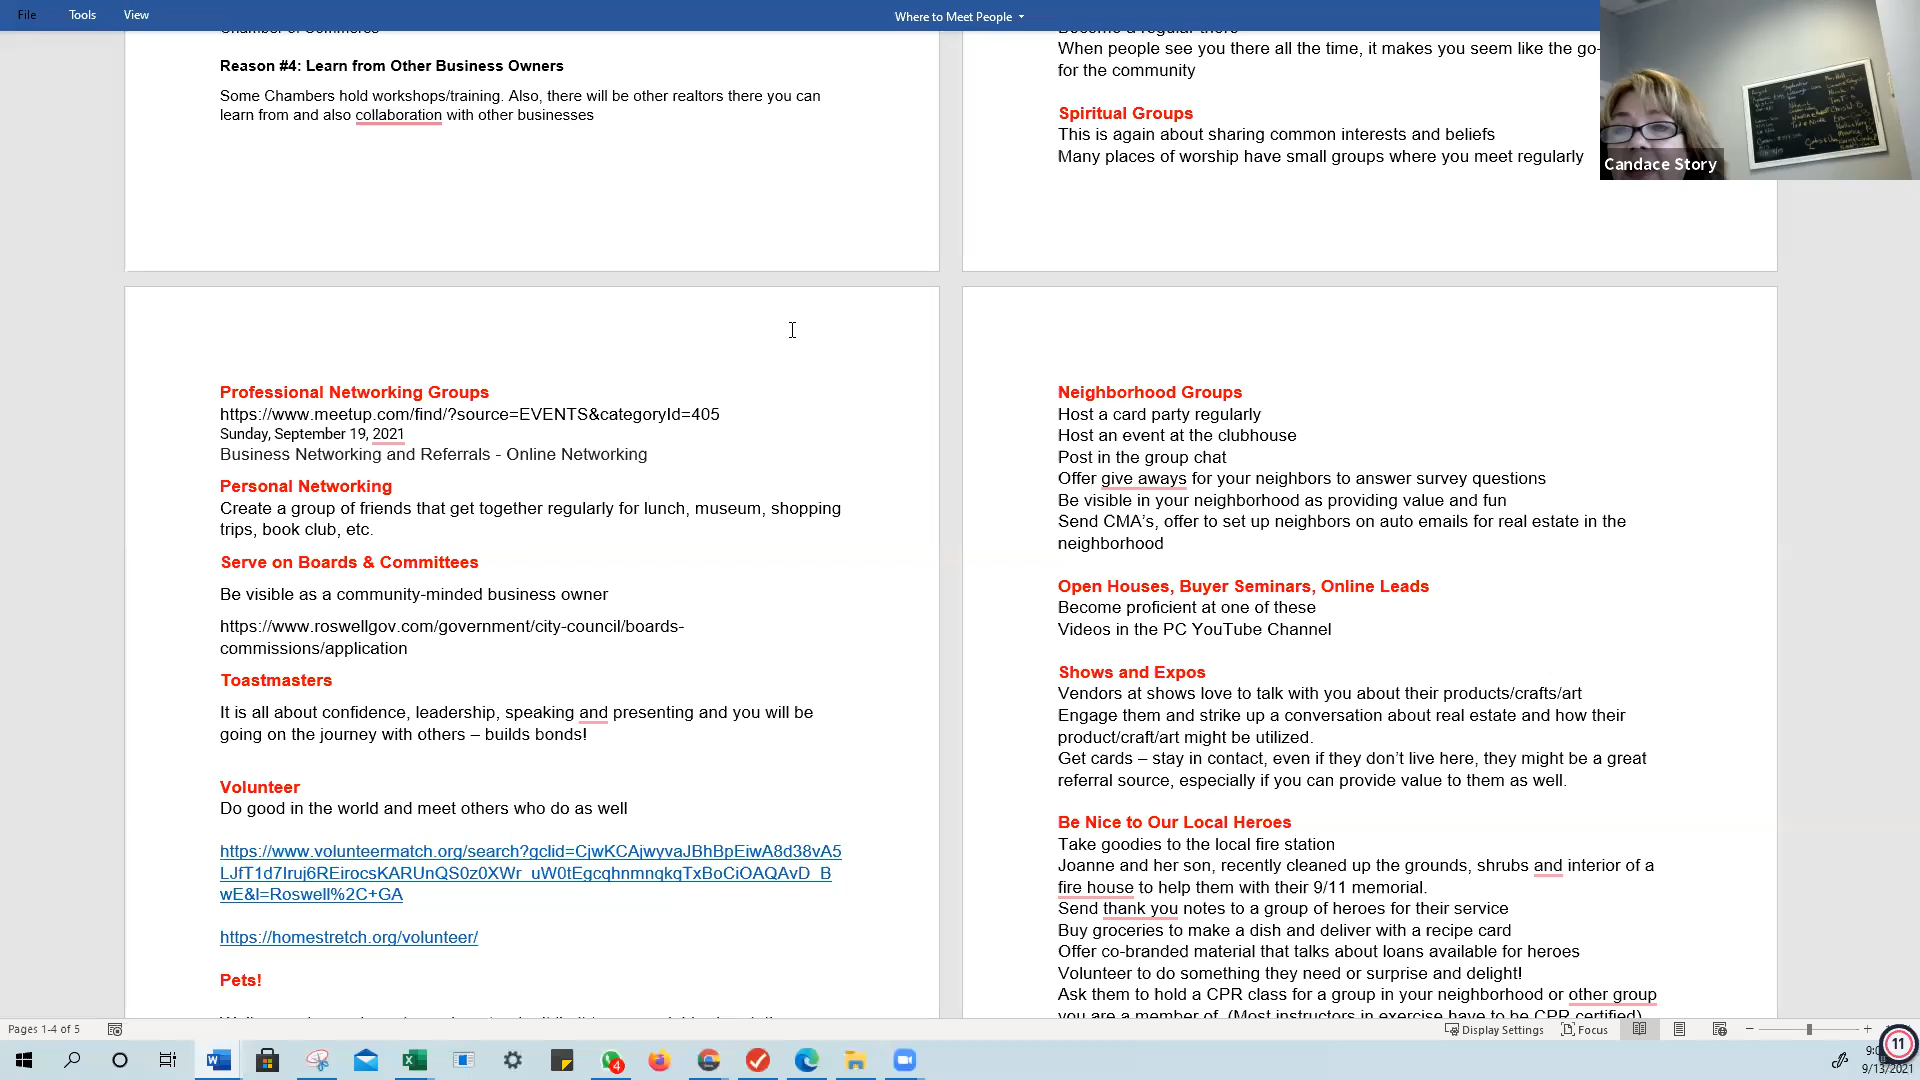 File Tools View
Where to Meet People
Reason #4: Learn from Other Business Owners
Some Chambers hold workshops/training. Also, there will be other realtors there you can
learn from and also collaboration with other businesses
When people see you there all the time, it makes you seem like the go-
for the community
Spiritual Groups
This is again about sharing common interests and beliefs
Many places of worship have small groups where you meet regularly
Candace Story
Professional Networking Groups
https://www.meetup.com/find/?source=EVENTS&categoryId=405
Sunday, September 19, 2021
Business Networking and Referrals - Online Networking
Personal Networking
Create a group of friends that get together regularly for lunch, museum, shopping
trips, book club, etc.
Serve on Boards & Committees
Be visible as a community-minded business owner
https://www.roswellgov.com/government/city-council/boards-
commissions/application
Toastmasters
It is all about confidence, leadership, speaking and presenting and you will be
going on the journey with others – builds bonds!
Volunteer
Do good in the world and meet others who do as well
https://www.volunteermatch.org/search?gclid=CjwKCAjwyvaJBhBpEiwA8d38vA5
LJfT1d7Iruj6REirocsKARUnQS0z0XWr_uW0tEgcqhnmnqkqTxBoCiOAQAvD_B
wE&l=Roswell%2C+GA
https://homestretch.org/volunteer/
Pets!
Neighborhood Groups
Host a card party regularly
Host an event at the clubhouse
Post in the group chat
Offer give aways for your neighbors to answer survey questions
Be visible in your neighborhood as providing value and fun
Send CMA's, offer to set up neighbors on auto emails for real estate in the
neighborhood
Open Houses, Buyer Seminars, Online Leads
Become proficient at one of these
Videos in the PC YouTube Channel
Shows and Expos
Vendors at shows love to talk with you about their products/crafts/art
Engage them and strike up a conversation about real estate and how their
product/craft/art might be utilized.
Get cards – stay in contact, even if they don't live here, they might be a great
referral source, especially if you can provide value to them as well.
Be Nice to Our Local Heroes
Take goodies to the local fire station
Joanne and her son, recently cleaned up the grounds, shrubs and interior of a
fire house to help them with their 9/11 memorial.
Send thank you notes to a group of heroes for their service
Buy groceries to make a dish and deliver with a recipe card
Offer co-branded material that talks about loans available for heroes
Volunteer to do something they need or surprise and delight!
Ask them to hold a CPR class for a group in your neighborhood or other group
you are a member of. (Most instructors in exercise have to be CPR certified)
Pages 1-4 of 5
Display Settings Focus
4
11
9/13/2021